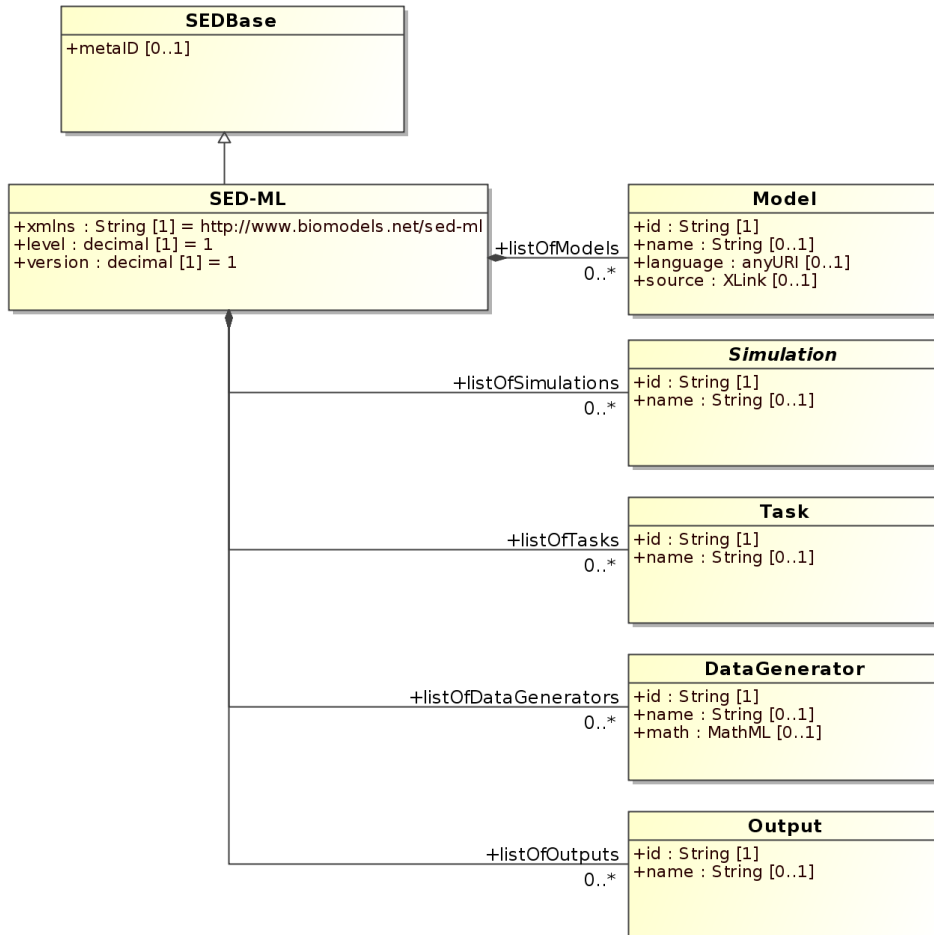 SEDBase
+metaID [0..1]
SED-ML
+xmlns : String [1] = http://www.biomodels.net/sed-ml
+level : decimal [1] = 1
+version : decimal [1] = 1
+listOfModels
0..*
Model
+id : String [1]
+name : String [0..1]
+language : anyURI [0..1]
+source : XLink [0..1]
+listOfSimulations
0..*
Simulation
+id : String [1]
+name : String [0..1]
+listOfTasks
0..*
Task
+id : String [1]
+name : String [0..1]
+listOfDataGenerators
0..*
DataGenerator
+id : String [1]
+name : String [0..1]
+math : MathML [0..1]
+listOfOutputs
0..*
Output
+id : String [1]
+name : String [0..1]